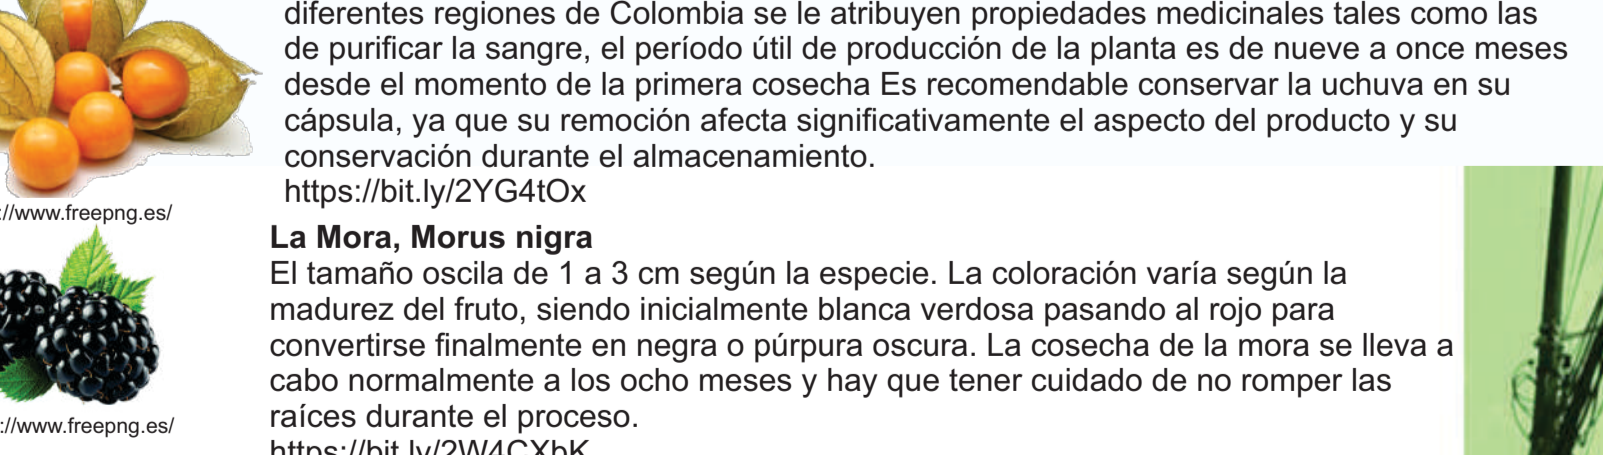 diferentes regiones de Colombia se le atribuyen propiedades medicinales tales como las
de purificar la sangre, el período útil de producción de la planta es de nueve a once meses
desde el momento de la primera cosecha Es recomendable conservar la uchuva en su
cápsula, ya que su remoción afecta significativamente el aspecto del producto y su
conservación durante el almacenamiento.
https://bit.ly/2YG4tOx
://www.freepng.es/
La Mora, Morus nigra
El tamaño oscila de 1 a 3 cm según la especie. La coloración varía según la
madurez del fruto, siendo inicialmente blanca verdosa pasando al rojo para
convertirse finalmente en negra o púrpura oscura. La cosecha de la mora se lleva a
cabo normalmente a los ocho meses y hay que tener cuidado de no romper las
raíces durante el proceso.
://www.freepng.es/
https://bit.ly/2W4CXbK